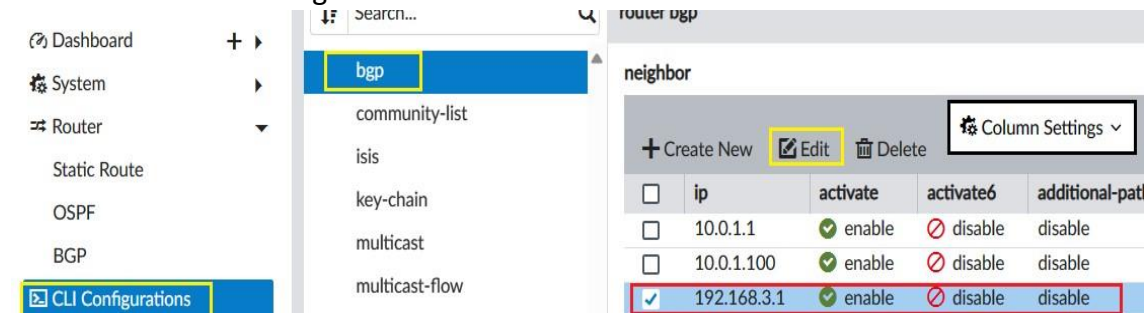 Search...
router bgp
Dashboard
System
Router
Static Route
OSPF
BGP
CLI Configurations
bgp
community-list
isis
key-chain
multicast
multicast-flow
neighbor
Column Settings
Create New Edit Delete
ip activate activate6 additional-path
10.0.1.1 enable disable disable
10.0.1.100 enable disable disable
192.168.3.1 enable disable disable